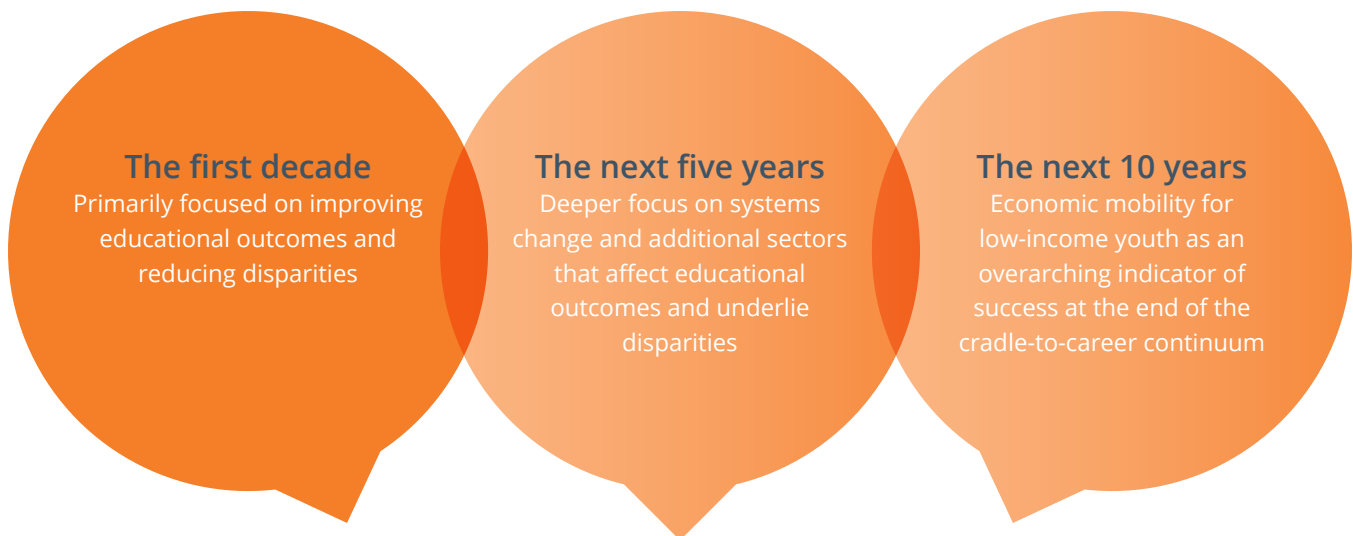 The first decade
Primarily focused on improving
educational outcomes and
reducing disparities
The next five years
Deeper focus on systems
change and additional sectors
that affect educational
outcomes and underlie
disparities
The next 10 years
Economic mobility for
low-income youth as an
overarching indicator of
success at the end of the
cradle-to-career continuum